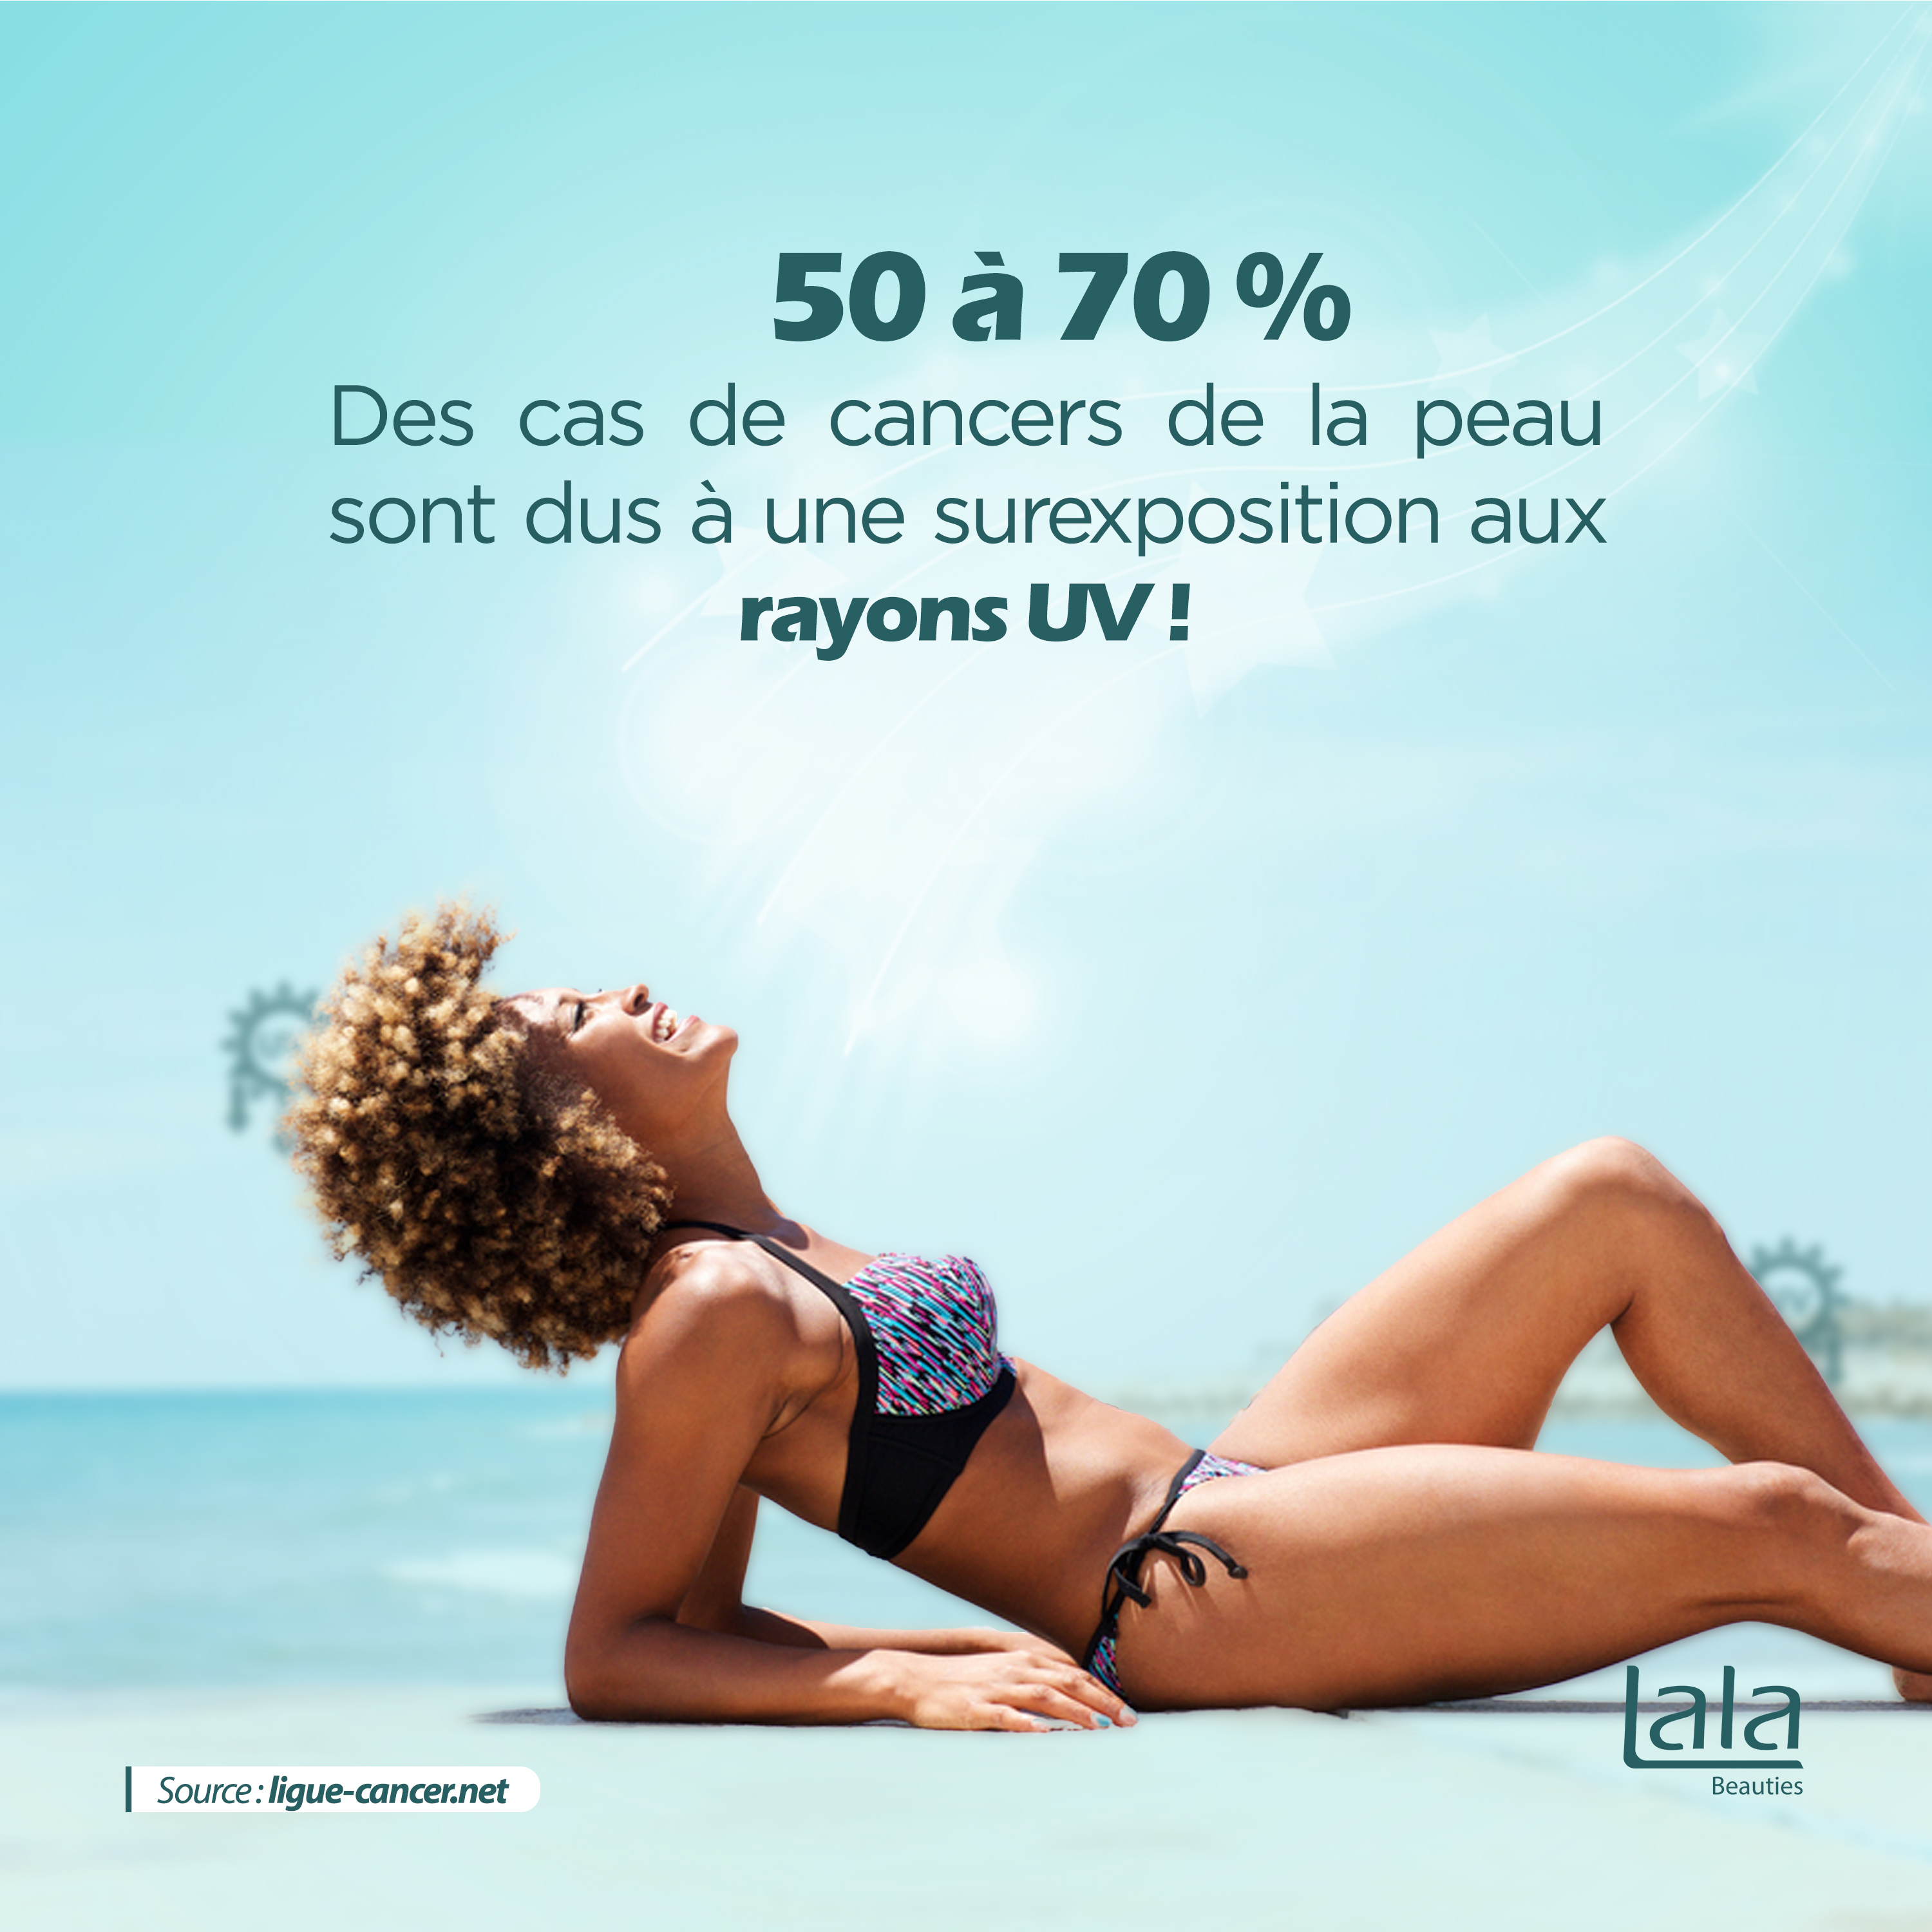 50 à 70 %
Des cas de cancers de la peau
sont dus à une surexposition aux
rayons UV !
Source : ligue-cancer.net
Lala
Beauties